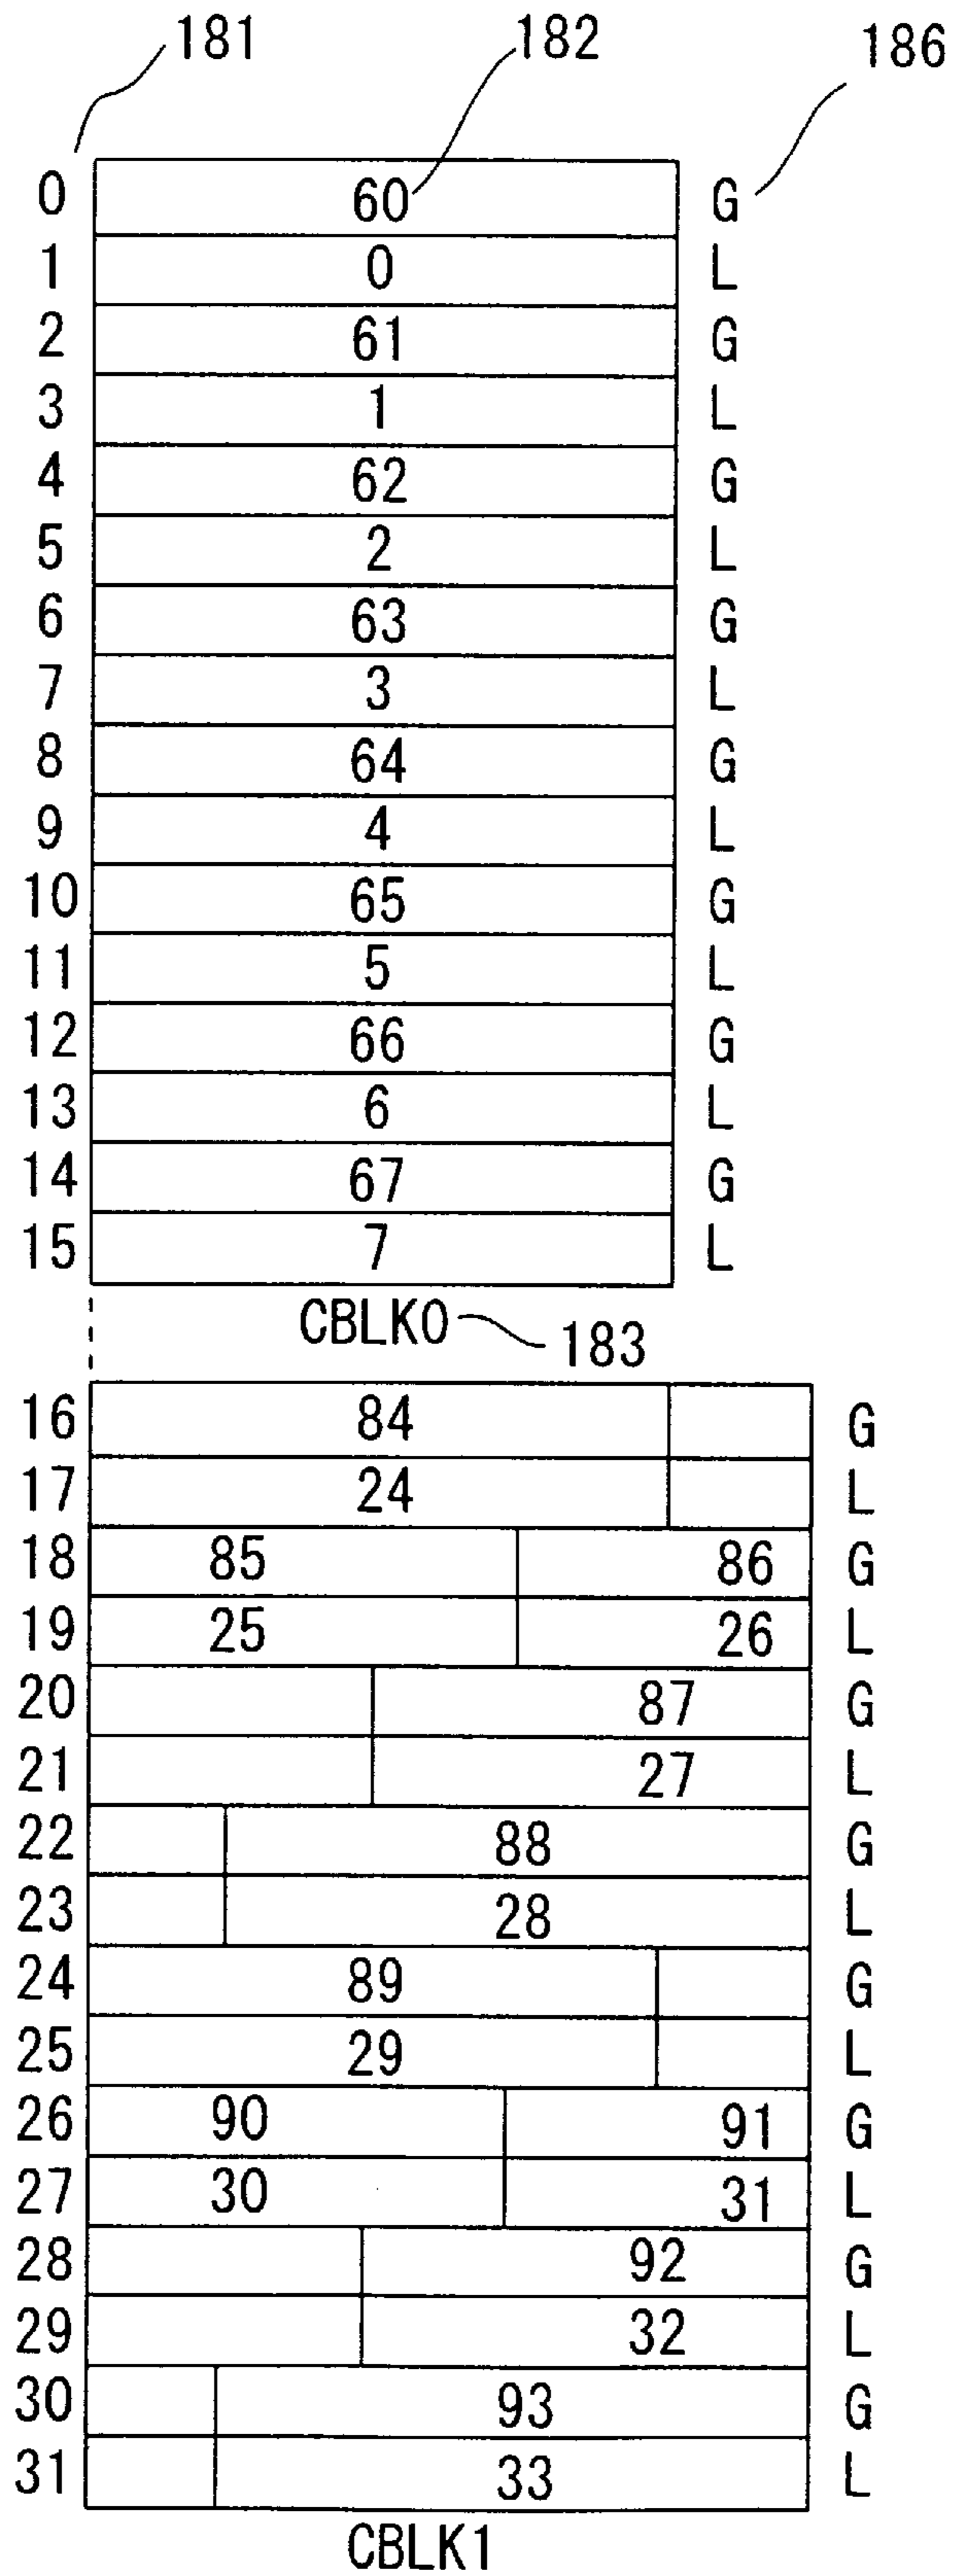 181 182 186
0 60 G
1 0 L
2 61 G
3 1 L
4 62 G
5 2 L
6 63 G
7 3 L
8 64 G
9 4 L
10 65 G
11 5 L
12 66 G
13 6 L
14 67 G
15 7 L
CBLK0 183
16 84 G
17 24 L
18 85 86 G
19 25 26 L
20 87 G
21 27 L
22 88 G
23 28 L
24 89 G
25 29 L
26 90 91 G
27 30 31 L
28 92 G
29 32 L
30 93 G
31 33 L
CBLK1